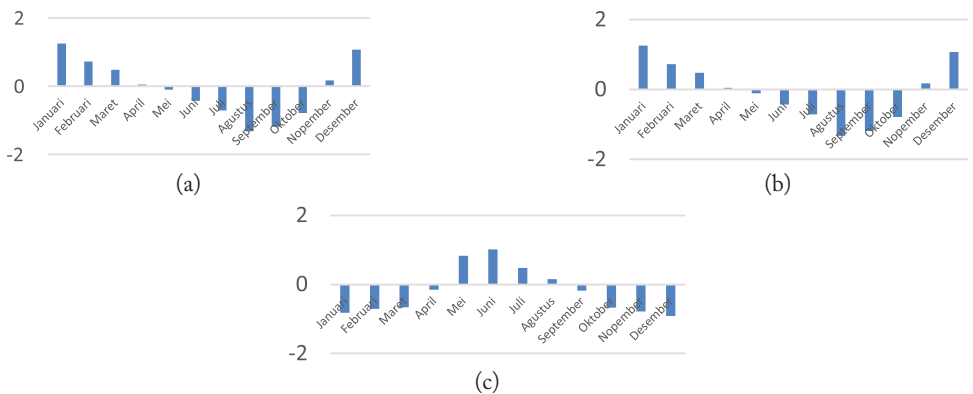 2
0
-2
Januari
Februari
Maret
April
Mei
Juni
Juli
Agustus
September
Oktober
Nopember
Desember
(a)
2
0
-2
Januari
Februari
Maret
April
Mei
Juni
Juli
Agustus
September
Oktober
Nopember
Desember
(b)
2
0
-2
Januari
Februari
Maret
April
Mei
Juni
Juli
Agustus
September
Oktober
Nopember
Desember
(c)